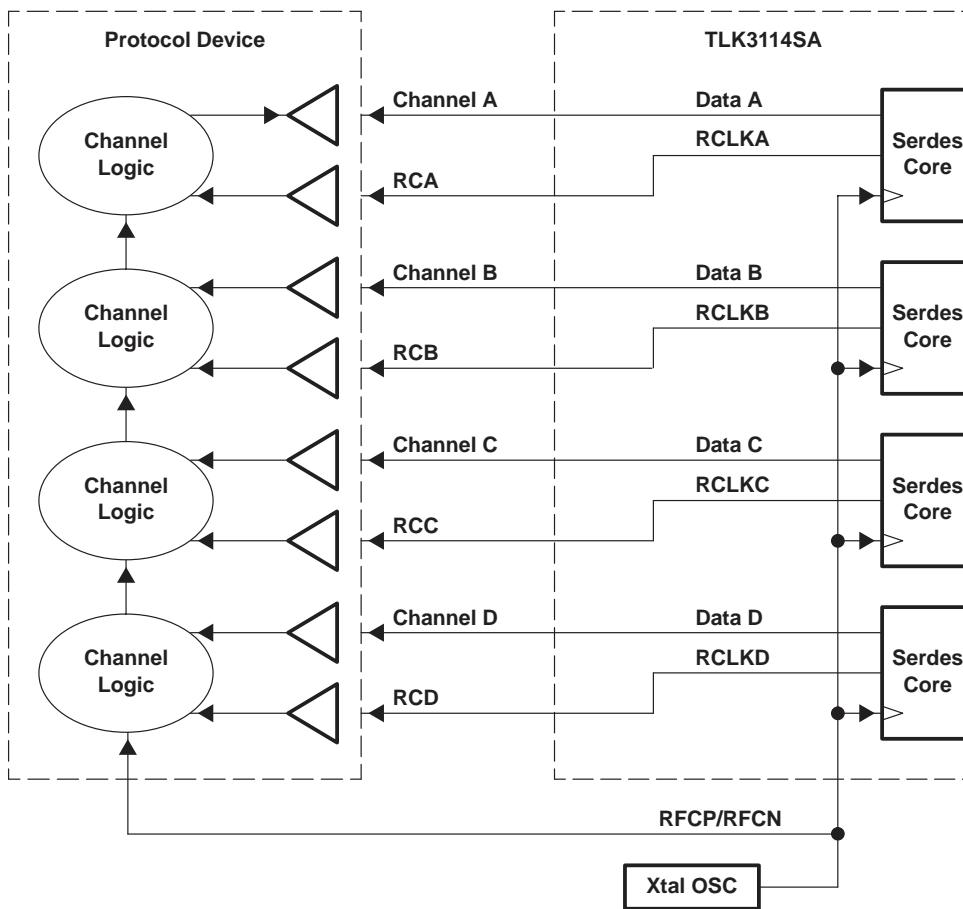 Protocol Device
TLK3114SA
Channel A
Data A
Channel
Logic
RCLKA
Serdes
Core
RCA
Channel B
Data B
Channel
Logic
RCLKB
Serdes
Core
RCB
Channel C
Data C
Channel
Logic
RCLKC
Serdes
Core
RCC
Channel D
Data D
Channel
Logic
RCLKD
Serdes
Core
RCD
RFCP/RFCN
Xtal OSC